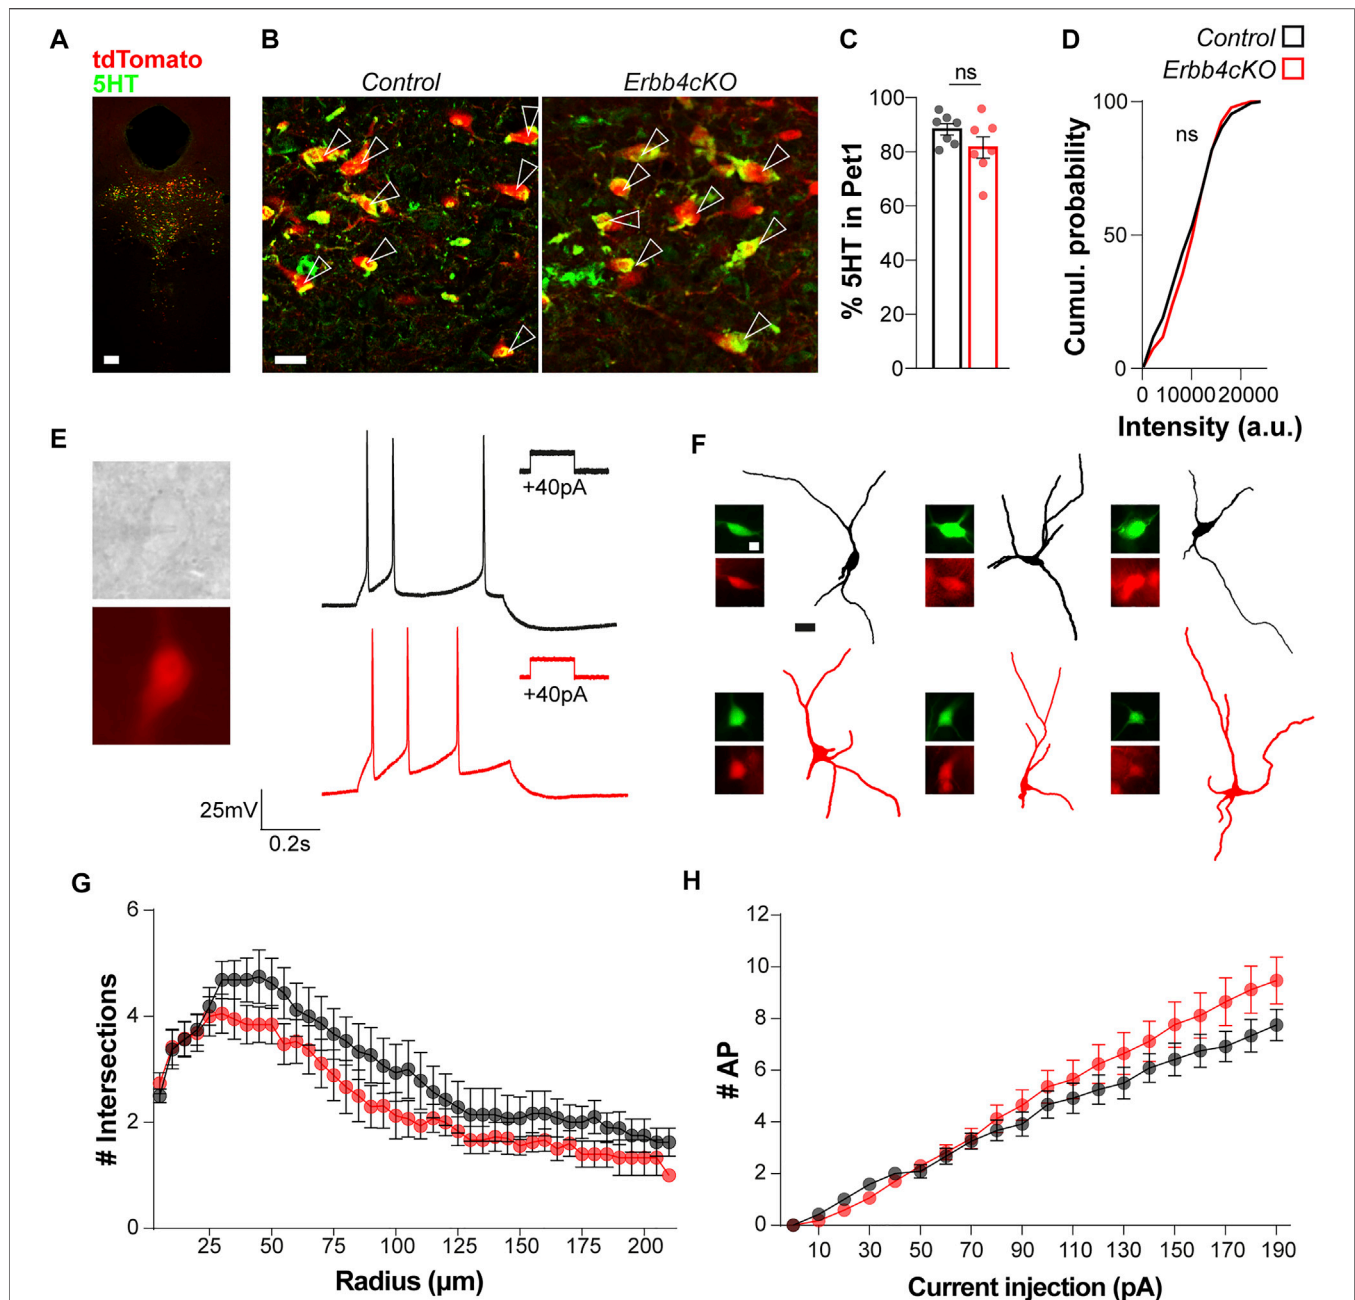 A
tdTomato
5HT
B
Control
Erbb4cKO
C
ns
% 5HT in Pet1
100
80
60
40
20
0
D
Control
Erbb4cKO
ns
Cumul. probability
100
50
0
0 10000 20000
Intensity (a.u.)
E
+40pA
+40pA
25mV
0.2s
F
G
# Intersections
6
4
2
0
25 50 75 100 125 150 175 200
Radius (µm)
H
# AP
12
10
8
6
4
2
0
10 30 50 70 90 110 130 150 170 190
Current injection (pA)